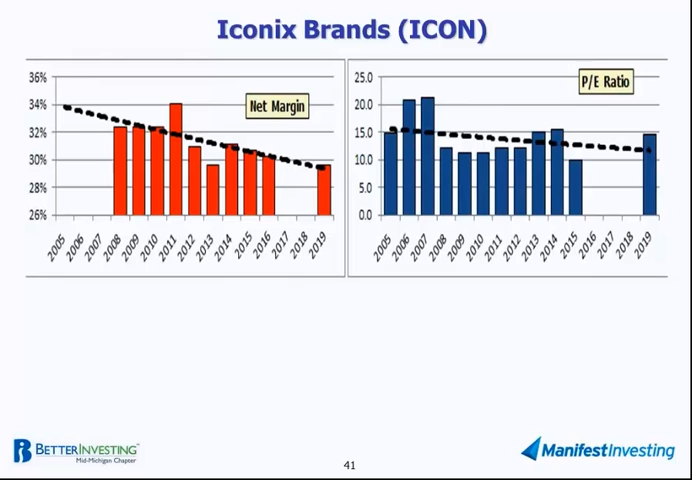 Iconix Brands (ICON)
36%
34%
32%
30%
28%
26%
Net Margin
2005 2006 2007 2008 2009 2010 2011 2012 2013 2014 2015 2016 2017 2018 2019
25.0
20.0
15.0
10.0
5.0
0.0
P/E Ratio
2005 2006 2007 2008 2009 2010 2011 2012 2013 2014 2015 2016 2017 2018 2019
BETTERINVESTING™
Mid-Michigan Chapter
41
ManifestInvesting